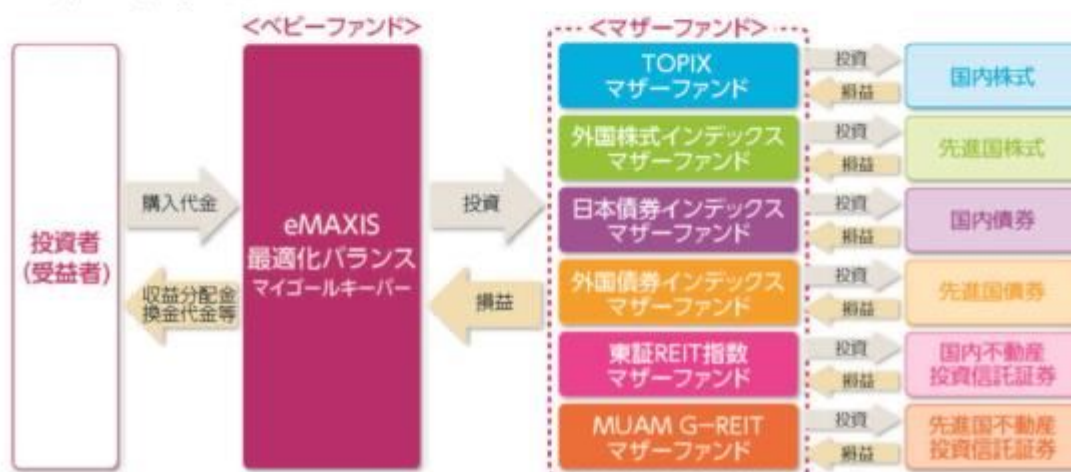 <ベビーファンド>
<マザーファンド>
投資者
(受益者)
購入代金
収益分配金
換金代金等
eMAXIS
最適化バランス
マイゴールキーパー
投資
損益
TOPIX
マザーファンド
投資
損益
国内株式
外国株式インデックス
マザーファンド
投資
損益
先進国株式
日本債券インデックス
マザーファンド
投資
損益
国内債券
外国債券インデックス
マザーファンド
投資
損益
先進国債券
東証REIT指数
マザーファンド
投資
損益
国内不動産
投資信託証券
MUAM G-REIT
マザーファンド
投資
損益
先進国不動産
投資信託証券